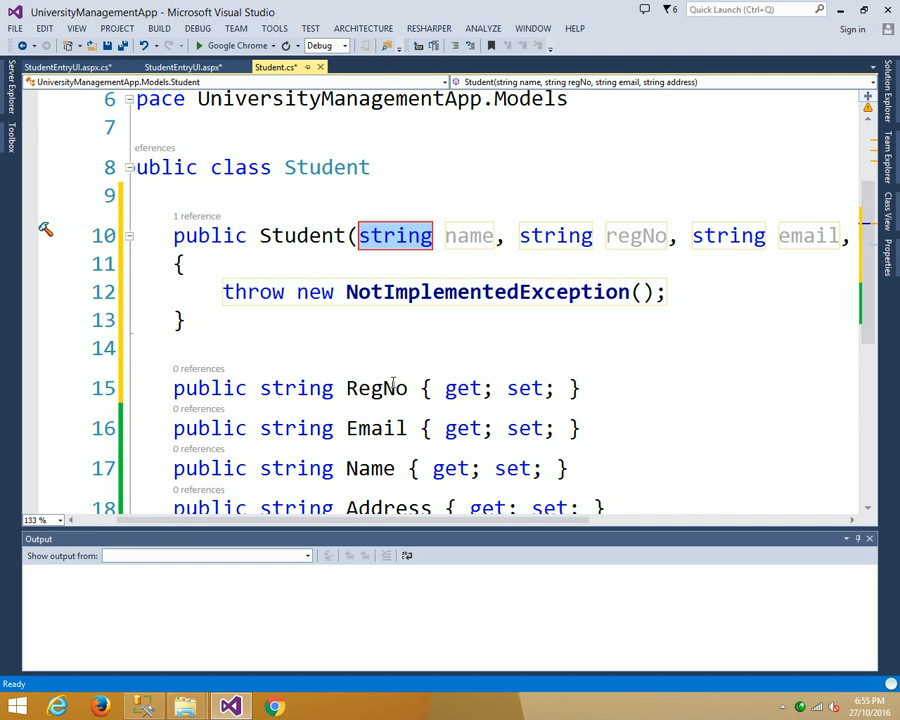 UniversityManagementApp - Microsoft Visual Studio
6
Quick Launch (Ctrl+Q)
FILE EDIT VIEW PROJECT BUILD DEBUG TEAM TOOLS TEST ARCHITECTURE RESHARPER ANALYZE WINDOW HELP
Sign in
Google Chrome
Debug
StudentEntryUI.aspx.cs*
StudentEntryUI.aspx*
Student.cs*
UniversityManagementApp.Models.Student
Student(string name, string regNo, string email, string address)
Server Explorer
Toolbox
Solution Explorer
Team Explorer
Class View
Properties
6 pace UniversityManagementApp.Models
7
eferences
8 ublic class Student
9
1 reference
10 public Student(string name, string regNo, string email,
11 {
12 throw new NotImplementedException();
13 }
14
0 references
15 public string RegNo { get; set; }
0 references
16 public string Email { get; set; }
0 references
17 public string Name { get; set; }
0 references
18 public string Address { get; set; }
133 %
Output
Show output from:
Ready
6:55 PM
27/10/2016